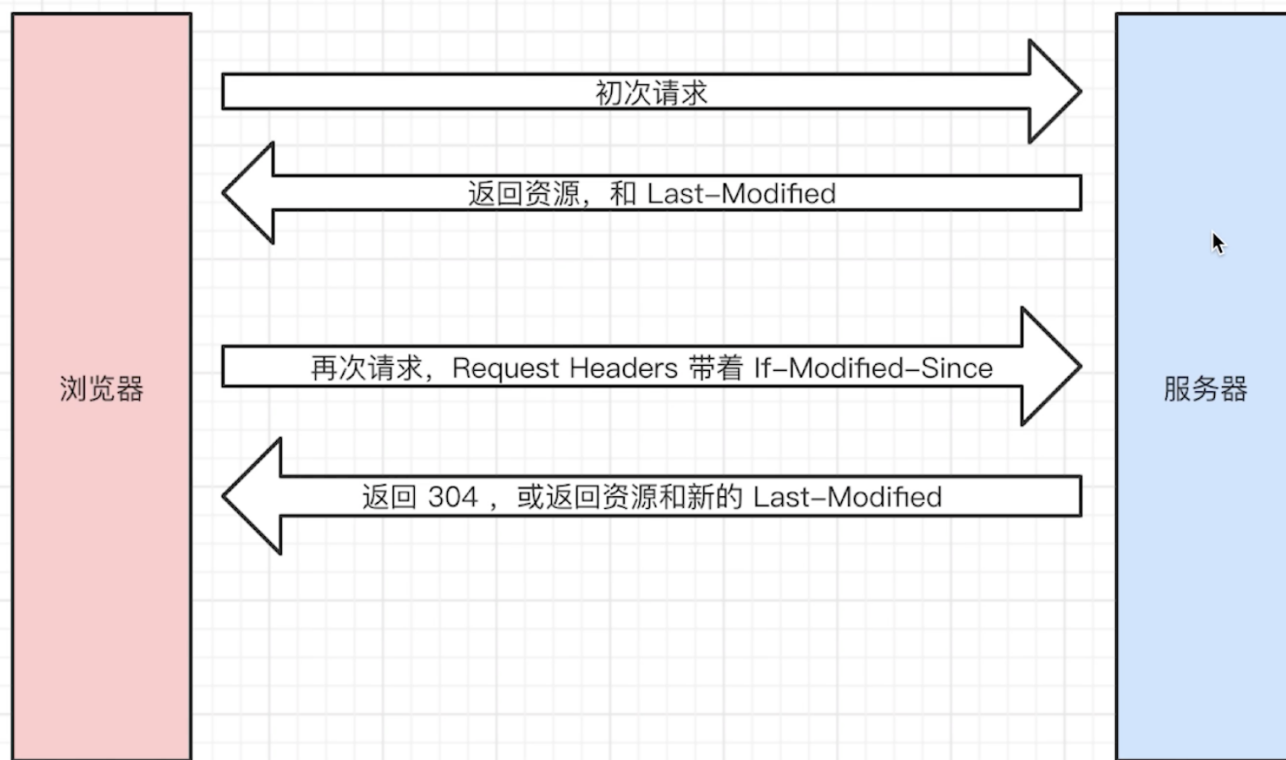 初次请求
返回资源，和 Last-Modified
再次请求，Request Headers 带着 If-Modified-Since
浏览器
服务器
返回 304 ，或返回资源和新的 Last-Modified